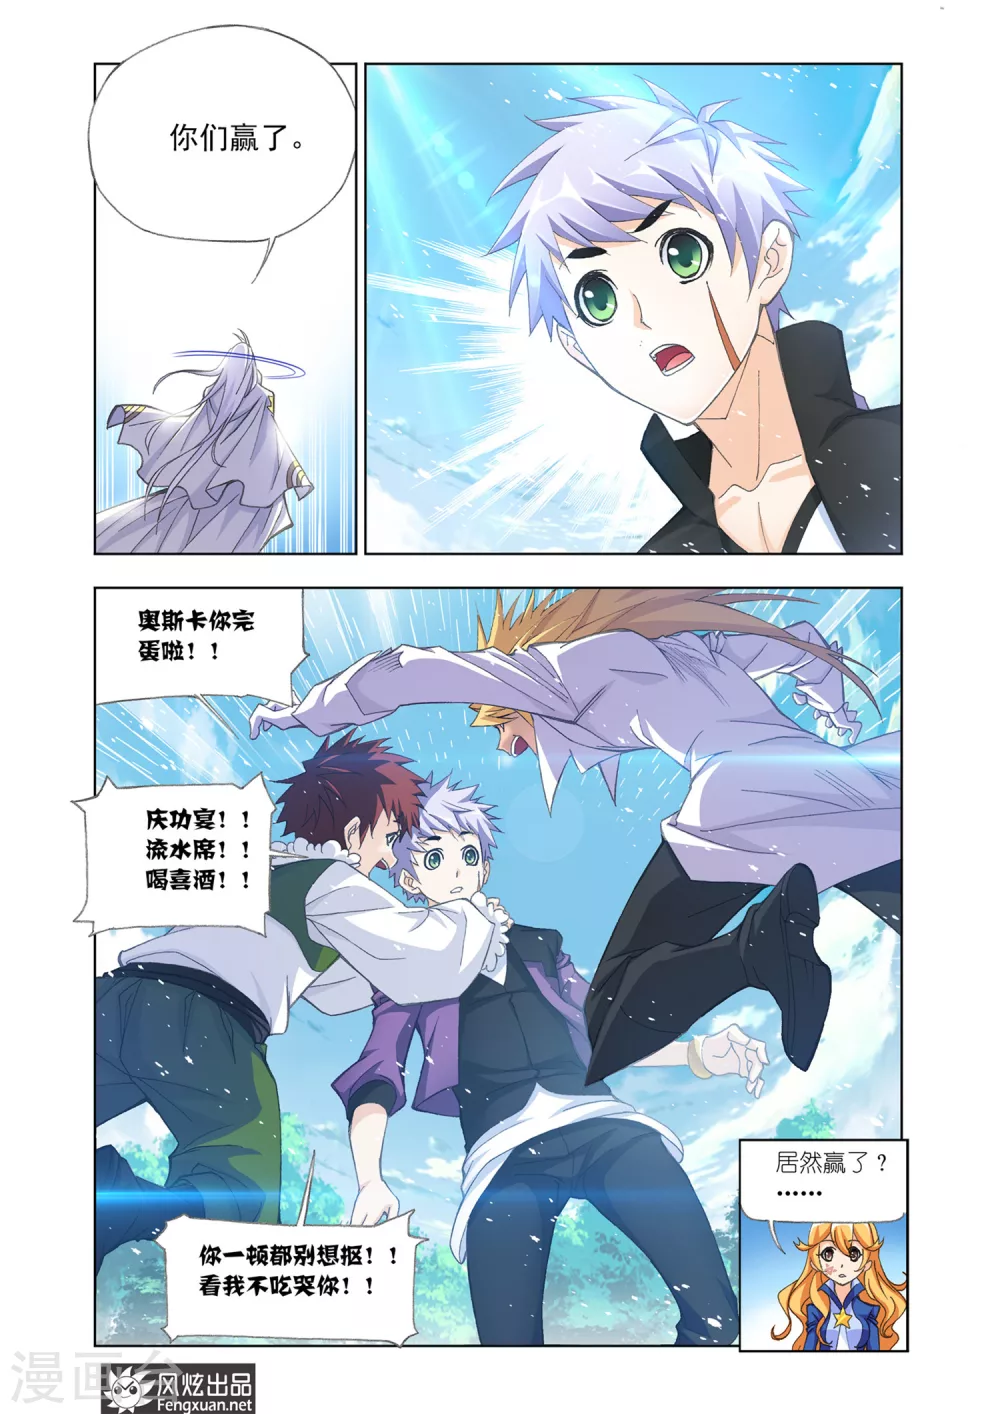 你们赢了。
奥斯卡你完
蛋啦！！
庆功宴！！
流水席！！
喝喜酒！！
你一顿都别想抠！！
看我不吃哭你！！
居然赢了？
……
漫画台
风炫出品
Fengxuan.net